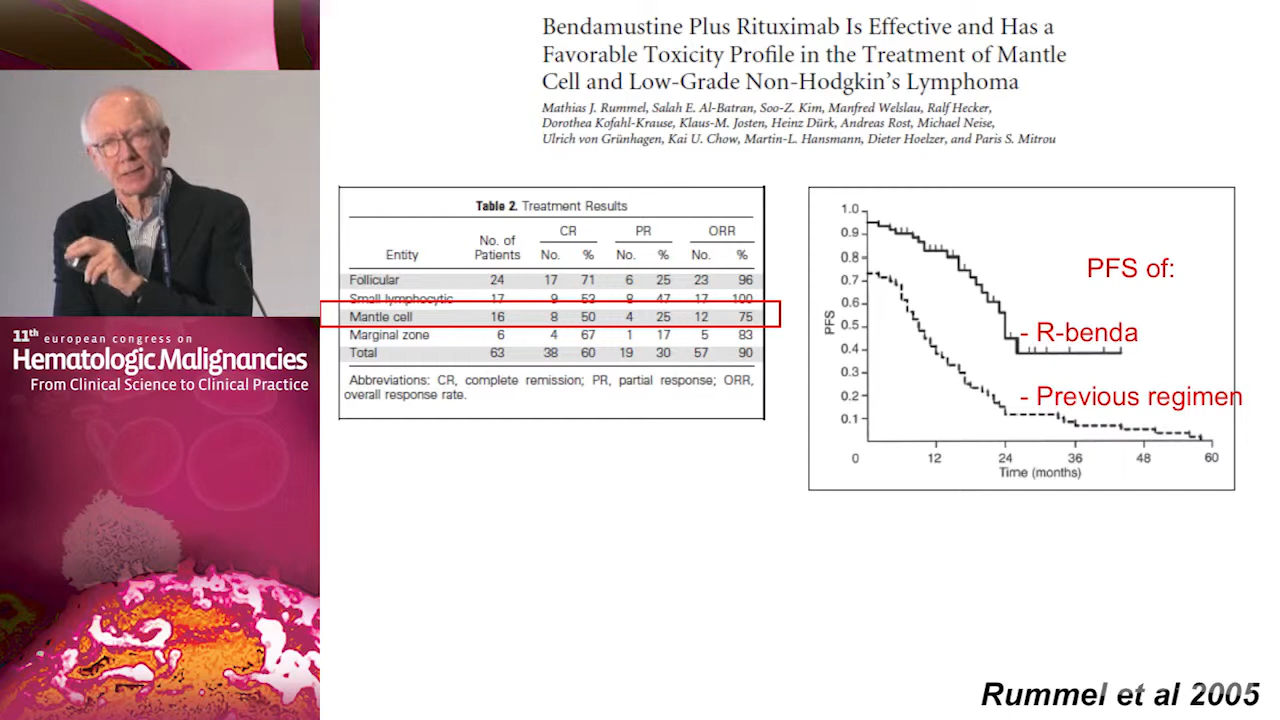 Bendamustine Plus Rituximab Is Effective and Has a
Favorable Toxicity Profile in the Treatment of Mantle
Cell and Low-Grade Non-Hodgkin's Lymphoma
Mathias J. Rummel, Salah E. Al-Batran, Soo-Z. Kim, Manfred Welslau, Ralf Hecker,
Dorothea Kofahl-Krause, Klaus-M. Josten, Heinz Dürk, Andreas Rost, Michael Neise,
Ulrich von Grünhagen, Kai U. Chow, Martin-L. Hansmann, Dieter Hoelzer, and Paris S. Mitrou
11th european congress on
Hematologic Malignancies
From Clinical Science to Clinical Practice
Table 2. Treatment Results
CR PR ORR
No. of
Entity Patients No. % No. % No. %
Follicular 24 17 71 6 25 23 96
Small lymphocytic 17 9 53 8 47 17 100
Mantle cell 16 8 50 4 25 12 75
Marginal zone 6 4 67 1 17 5 83
Total 63 38 60 19 30 57 90
Abbreviations: CR, complete remission; PR, partial response; ORR,
overall response rate.
PFS of:
- R-benda
- Previous regimen
PFS
1.0
0.9
0.8
0.7
0.6
0.5
0.4
0.3
0.2
0.1
0 12 24 36 48 60
Time (months)
Rummel et al 2005